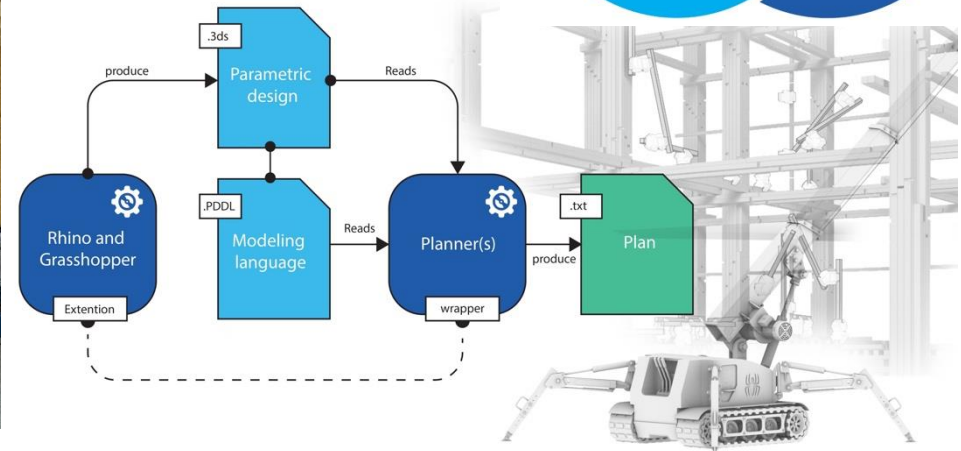 .3ds
Parametric
design
produce
Reads
.PDDL
Modeling
language
Reads
Rhino and
Grasshopper
Extention
Planner(s)
wrapper
produce
.txt
Plan